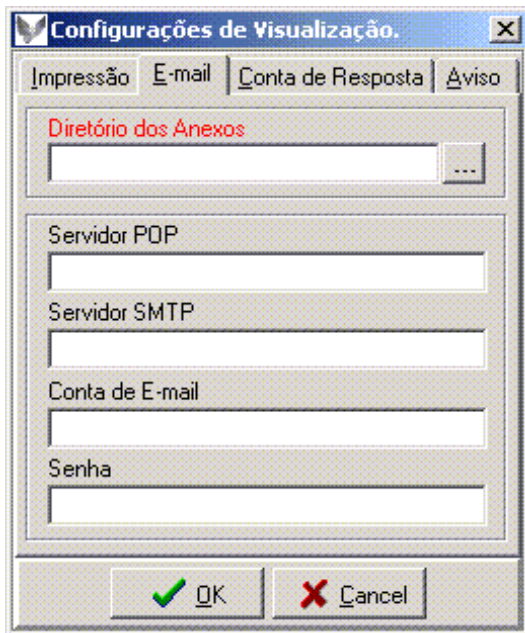 Configurações de Visualização.
Impressão E-mail Conta de Resposta Aviso
Diretório dos Anexos
...
Servidor POP
Servidor SMTP
Conta de E-mail
Senha
OK Cancel